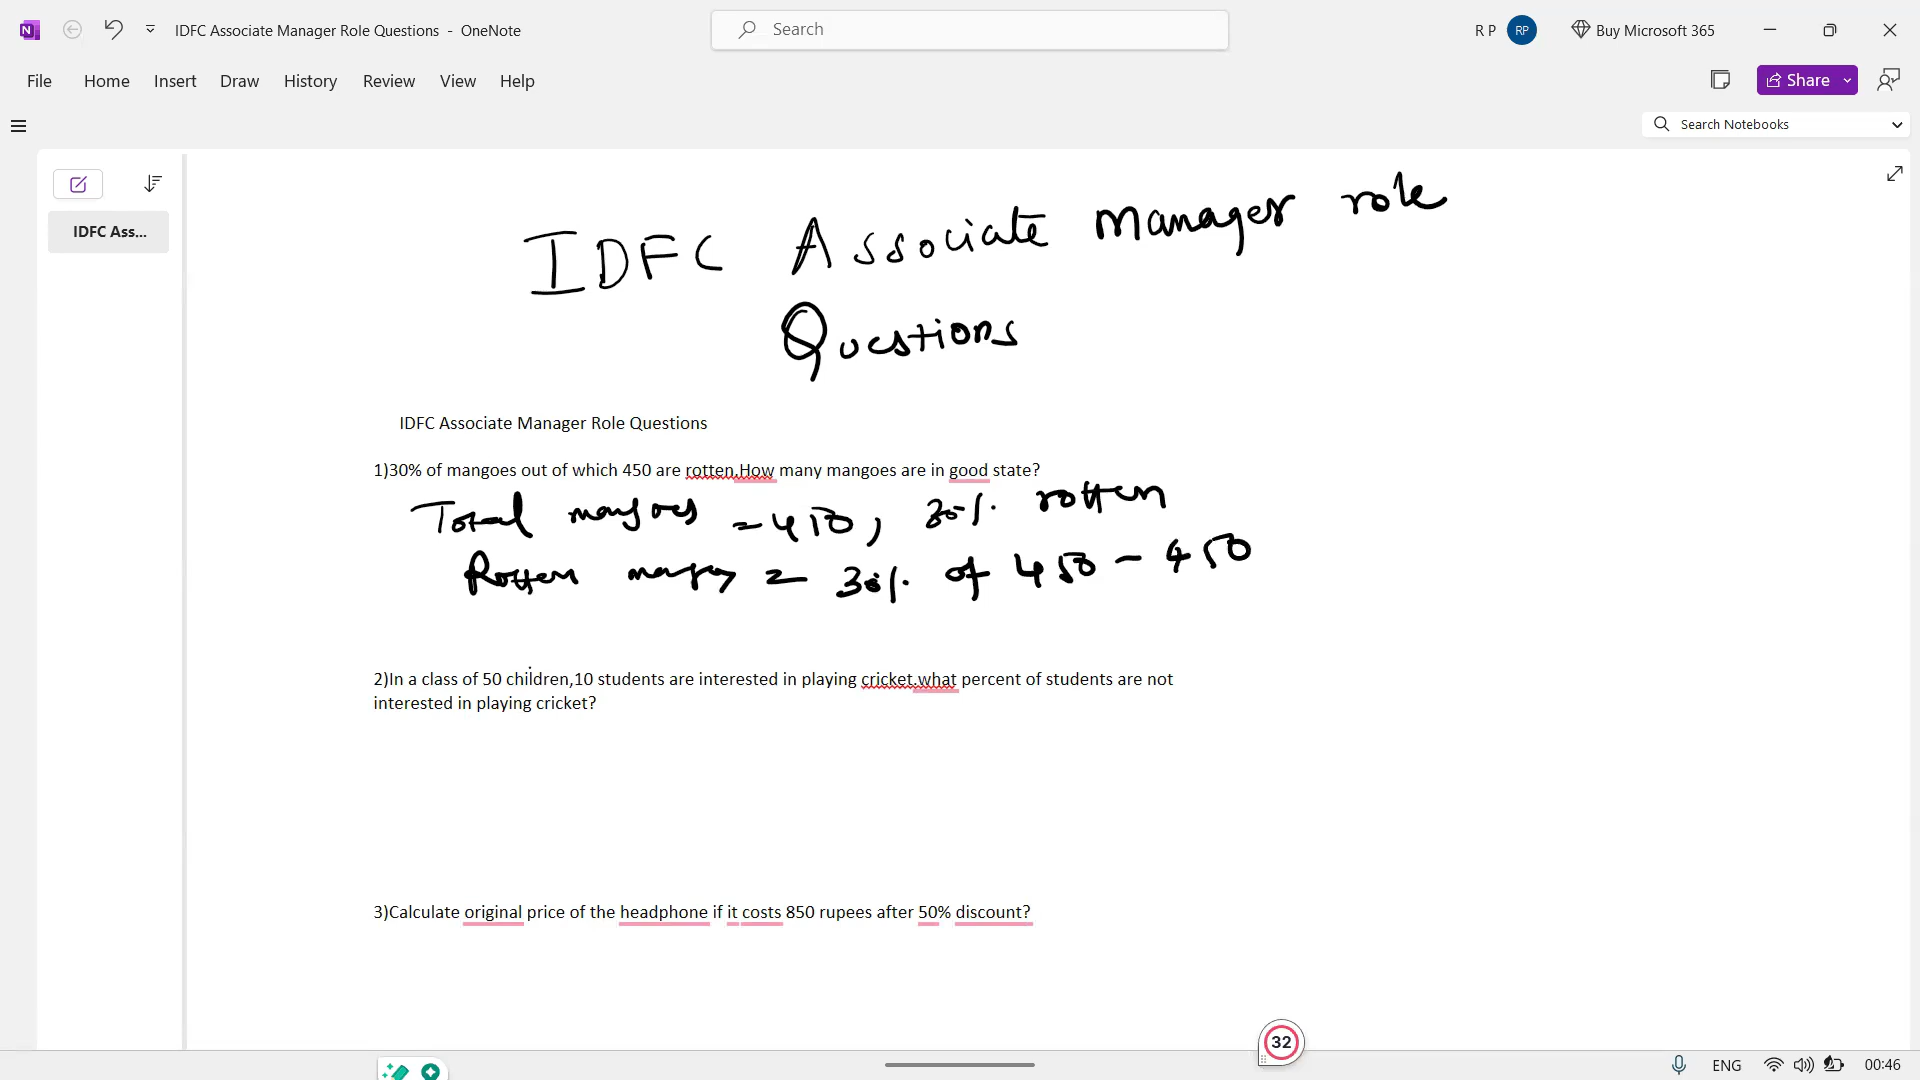 IDFC Associate Manager Role Questions - OneNote
Search
R P
RP
Buy Microsoft 365
File Home Insert Draw History Review View Help
Share
Search Notebooks
IDFC Ass...
IDFC Associate Manager role
Questions
IDFC Associate Manager Role Questions
1)30% of mangoes out of which 450 are rotten.How many mangoes are in good state?
Total mangoes = 450, 30% rotten
Rotten mangoes = 30% of 450 - 450
2)In a class of 50 children,10 students are interested in playing cricket.what percent of students are not
interested in playing cricket?
3)Calculate original price of the headphone if it costs 850 rupees after 50% discount?
32
ENG
00:46